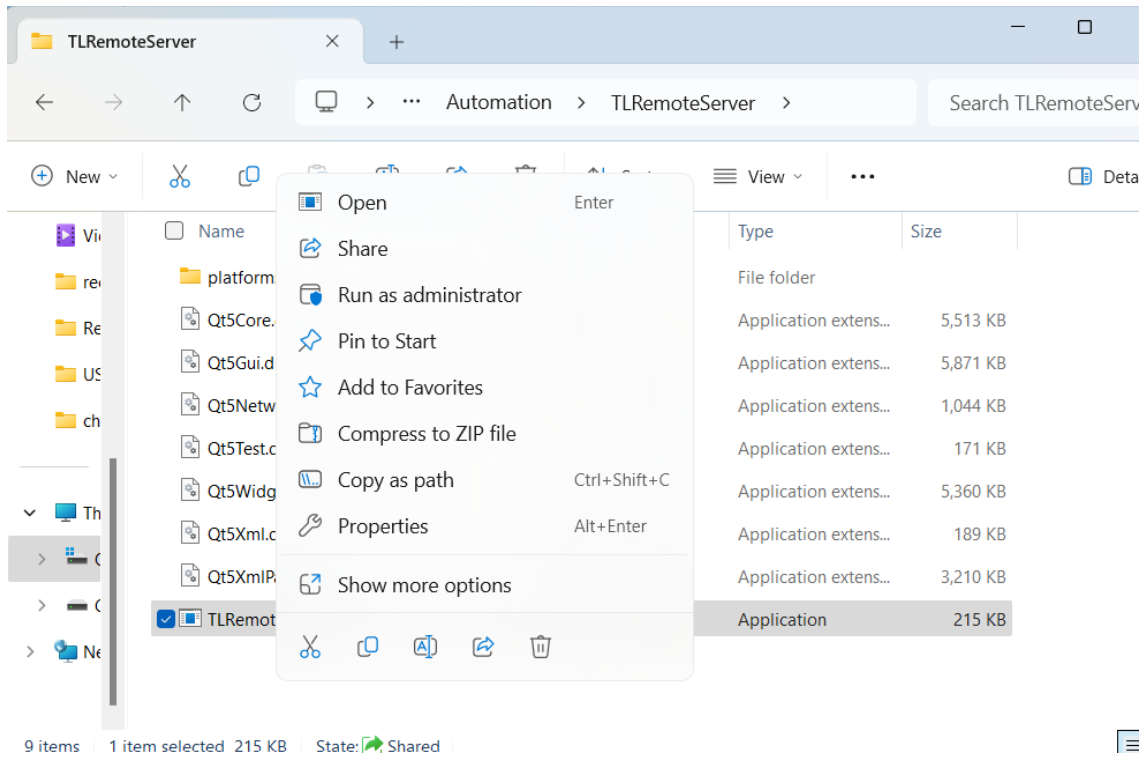 TLRemoteServer
Automation > TLRemoteServer >
Search TLRemoteServ
New
View
Deta
Name
Type
Size
platform
File folder
Qt5Core.
Application extens... 5,513 KB
Qt5Gui.d
Application extens... 5,871 KB
Qt5Netw
Application extens... 1,044 KB
Qt5Test.c
Application extens... 171 KB
Qt5Widg
Application extens... 5,360 KB
Qt5Xml.c
Application extens... 189 KB
Qt5XmlPa
Application extens... 3,210 KB
TLRemot
Application 215 KB
Re
US
ch
Th
Ne
Open Enter
Share
Run as administrator
Pin to Start
Add to Favorites
Compress to ZIP file
Copy as path Ctrl+Shift+C
Properties Alt+Enter
Show more options
9 items 1 item selected 215 KB State: Shared